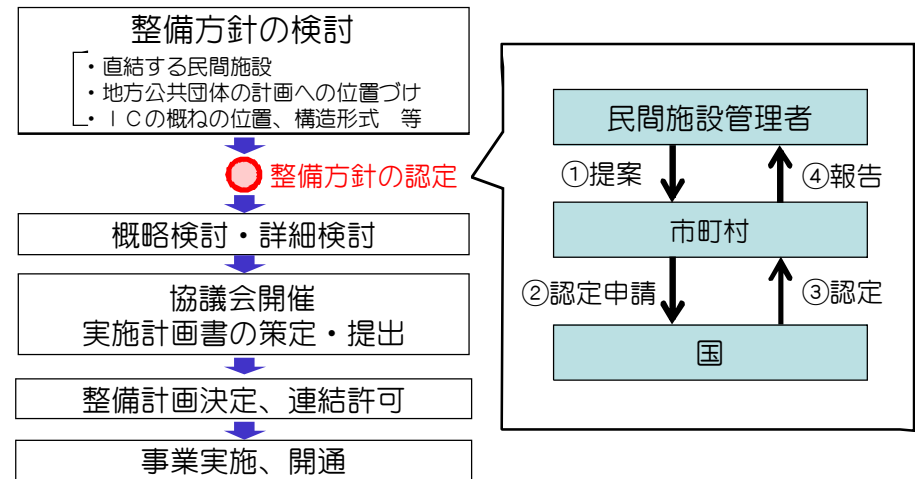 整備方針の検討
・直結する民間施設
・地方公共団体の計画への位置づけ
・ICの概ねの位置、構造形式　等
整備方針の認定
概略検討・詳細検討
協議会開催
実施計画書の策定・提出
整備計画決定、連結許可
事業実施、開通
民間施設管理者
①提案
④報告
市町村
②認定申請
③認定
国